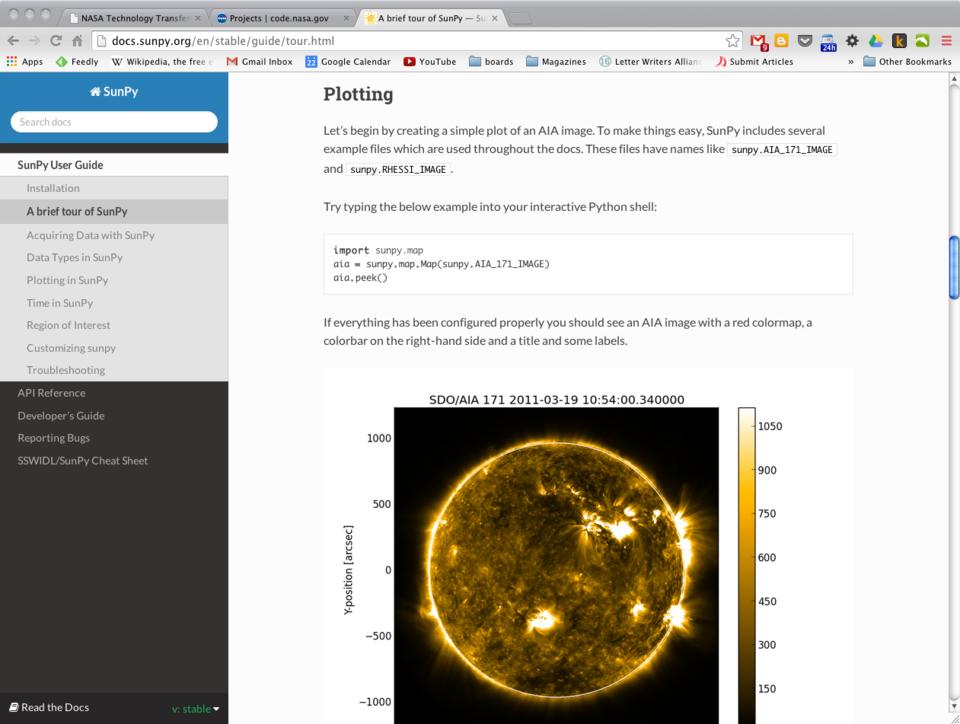 NASA Technology Transfe
Projects | code.nasa.gov
A brief tour of SunPy — Su
docs.sunpy.org/en/stable/guide/tour.html
9
24h
k
Apps
Feedly
W Wikipedia, the free e
Gmail Inbox
22 Google Calendar
YouTube
boards
Magazines
Letter Writers Allianc
Submit Articles
»
Other Bookmarks
SunPy
Search docs
SunPy User Guide
Installation
A brief tour of SunPy
Acquiring Data with SunPy
Data Types in SunPy
Plotting in SunPy
Time in SunPy
Region of Interest
Customizing sunpy
Troubleshooting
API Reference
Developer's Guide
Reporting Bugs
SSWIDL/SunPy Cheat Sheet
Read the Docs
v: stable
Plotting
Let's begin by creating a simple plot of an AIA image. To make things easy, SunPy includes several
example files which are used throughout the docs. These files have names like sunpy.AIA_171_IMAGE
and sunpy.RHESSI_IMAGE .
Try typing the below example into your interactive Python shell:
import sunpy.map
aia = sunpy.map.Map(sunpy.AIA_171_IMAGE)
aia.peek()
If everything has been configured properly you should see an AIA image with a red colormap, a
colorbar on the right-hand side and a title and some labels.
SDO/AIA 171 2011-03-19 10:54:00.340000
1000
500
0
−500
−1000
Y-position [arcsec]
1050
900
750
600
450
300
150